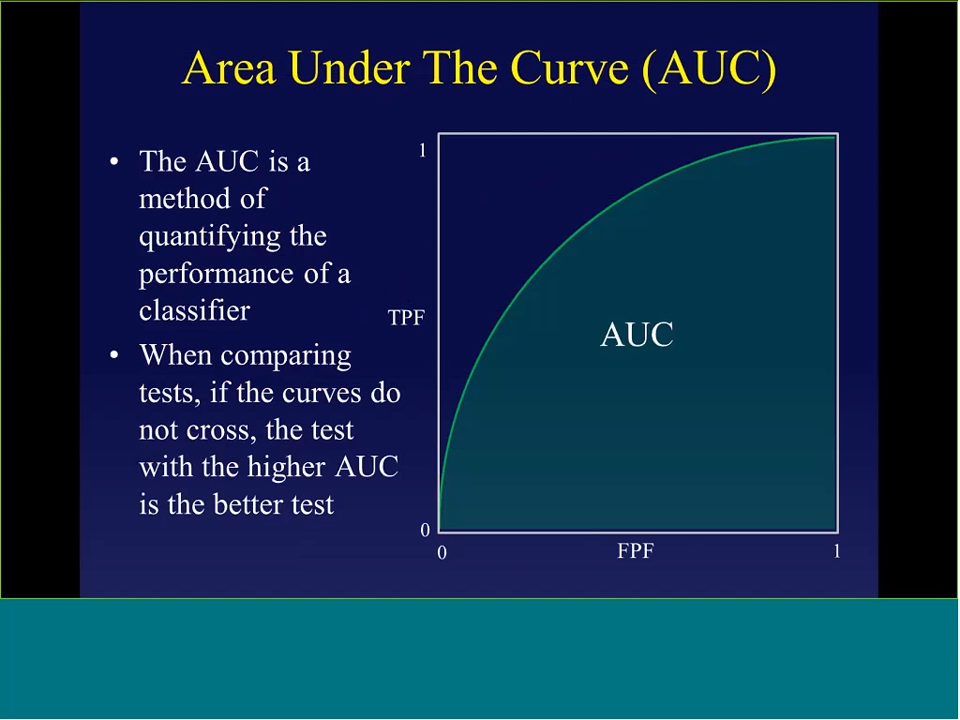 Area Under The Curve (AUC)
• The AUC is a
method of
quantifying the
performance of a
classifier
• When comparing
tests, if the curves do
not cross, the test
with the higher AUC
is the better test
1
TPF
AUC
0
0
FPF
1